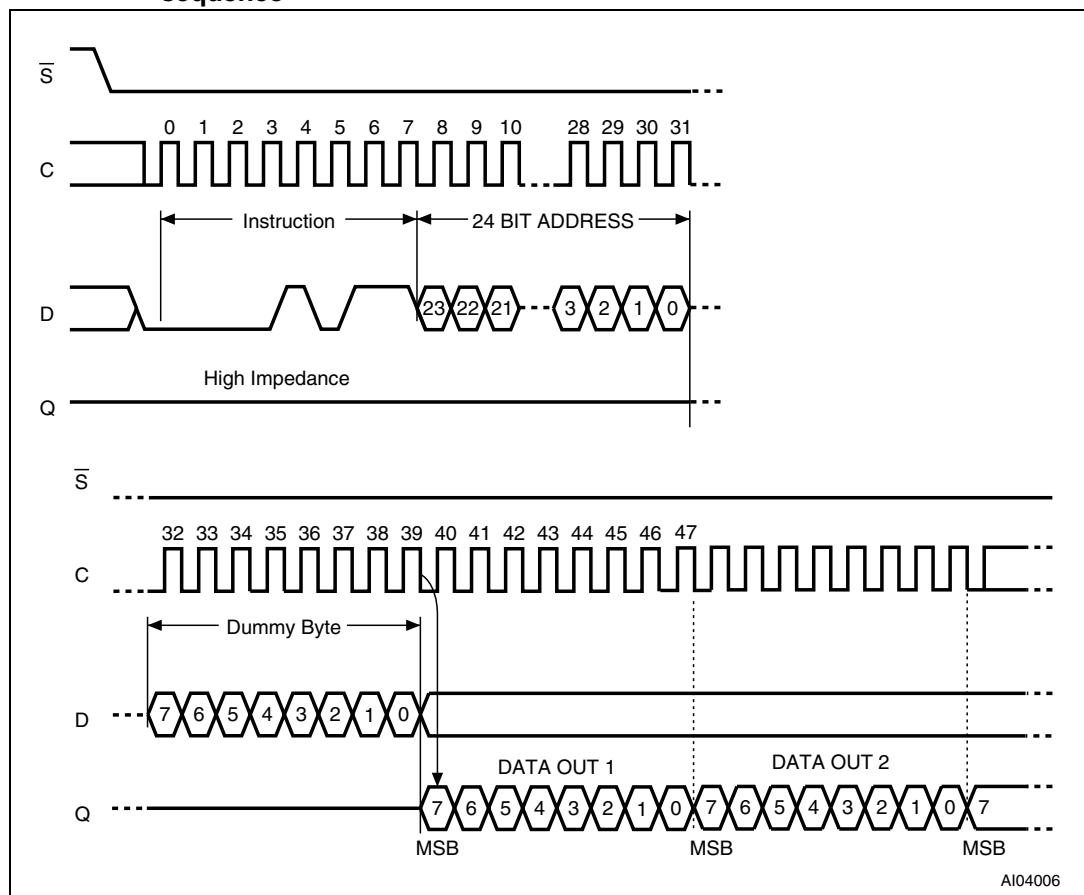 sequence
S
0 1 2 3 4 5 6 7 8 9 10 28 29 30 31
C
Instruction 24 BIT ADDRESS
D 23 22 21 3 2 1 0
High Impedance
Q
S
32 33 34 35 36 37 38 39 40 41 42 43 44 45 46 47
C
Dummy Byte
D 7 6 5 4 3 2 1 0
DATA OUT 1 DATA OUT 2
Q 7 6 5 4 3 2 1 0 7 6 5 4 3 2 1 0 7
MSB MSB MSB
AI04006